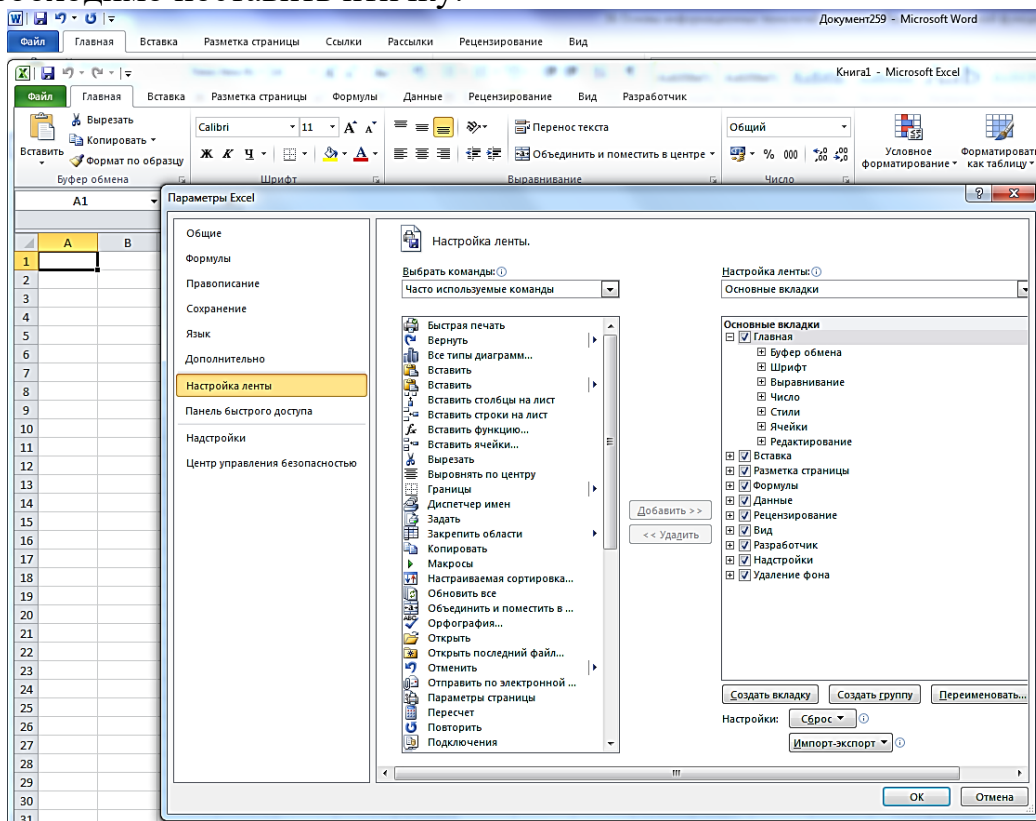 поставить
Документ259 - Microsoft Word
Файл Главная Вставка Разметка страницы Ссылки Рассылки Рецензирование Вид
Книга1 - Microsoft Excel
Файл Главная Вставка Разметка страницы Формулы Данные Рецензирование Вид Разработчик
Вставить
Вырезать
Копировать
Формат по образцу
Буфер обмена
Calibri 11
Ж К Ч
Шрифт
Перенос текста
Объединить и поместить в центре
Выравнивание
Общий
% 000
Число
Условное форматирование
Форматироват
как таблицу
A1
Параметры Excel
A B
1
2
3
4
5
6
7
8
9
10
11
12
13
14
15
16
17
18
19
20
21
22
23
24
25
26
27
28
29
30
31
Общие
Формулы
Правописание
Сохранение
Язык
Дополнительно
Настройка ленты
Панель быстрого доступа
Надстройки
Центр управления безопасностью
Настройка ленты.
Выбрать команды:
Часто используемые команды
Быстрая печать
Вернуть
Все типы диаграмм...
Вставить
Вставить
Вставить столбцы на лист
Вставить строки на лист
Вставить функцию...
Вставить ячейки...
Вырезать
Выровнять по центру
Границы
Диспетчер имен
Задать
Закрепить области
Копировать
Макросы
Настраиваемая сортировка...
Обновить все
Объединить и поместить в ...
Орфография...
Открыть
Открыть последний файл...
Отменить
Отправить по электронной ...
Параметры страницы
Пересчет
Повторить
Подключения
Добавить >>
<< Удалить
Настройка ленты:
Основные вкладки
Основные вкладки
Главная
Буфер обмена
Шрифт
Выравнивание
Число
Стили
Ячейки
Редактирование
Вставка
Разметка страницы
Формулы
Данные
Рецензирование
Вид
Разработчик
Надстройки
Удаление фона
Создать вкладку Создать группу Переименовать...
Настройки: Сброс
Импорт-экспорт
ОК Отмена